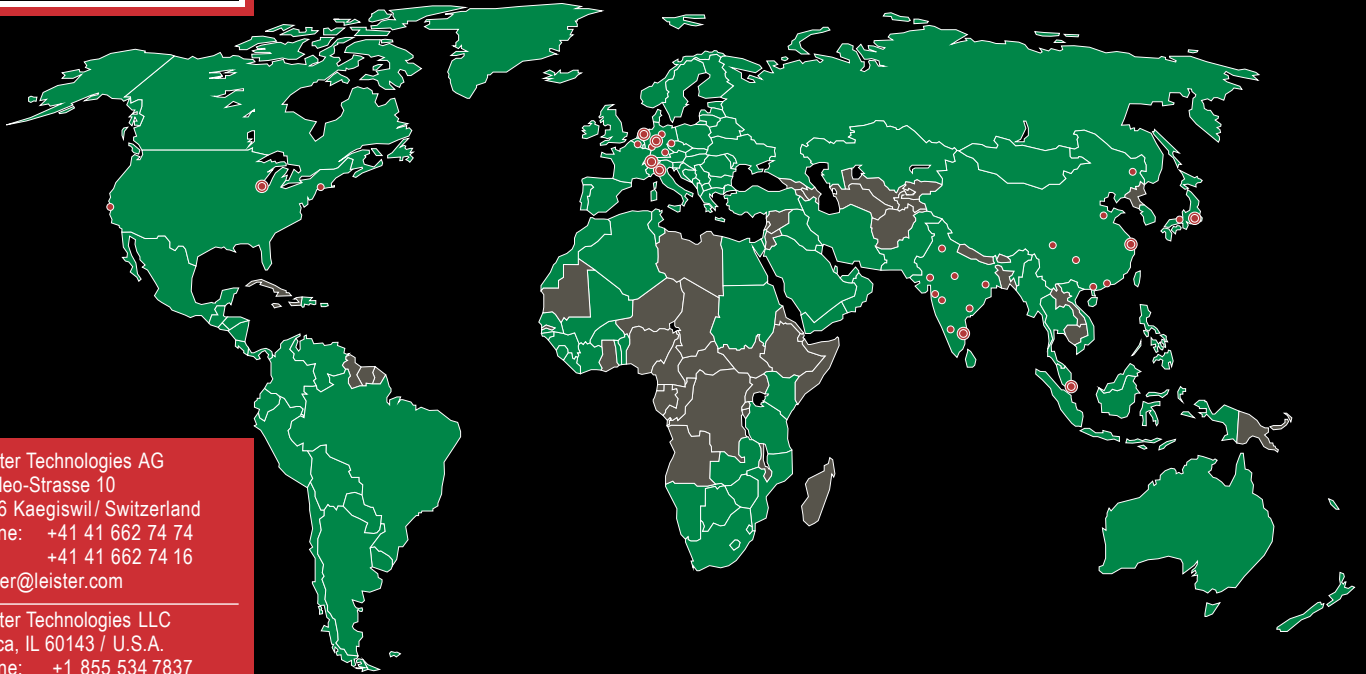 ter Technologies AG
leo-Strasse 10
6 Kaegiswil / Switzerland
ne: +41 41 662 74 74
+41 41 662 74 16
er@leister.com
ter Technologies LLC
ca, IL 60143 / U.S.A.
ne: +1 855 534 7837